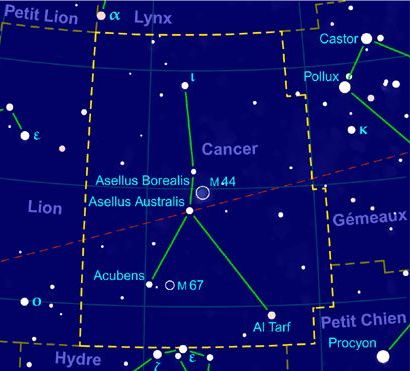 Petit Lion
Lynx
α
Castor
Pollux
ι
κ
ε
Cancer
Asellus Borealis
M 44
Asellus Australis
Lion
Gémeaux
Acubens
M 67
ο
Al Tarf
Petit Chien
Procyon
Hydre
ζ
ε